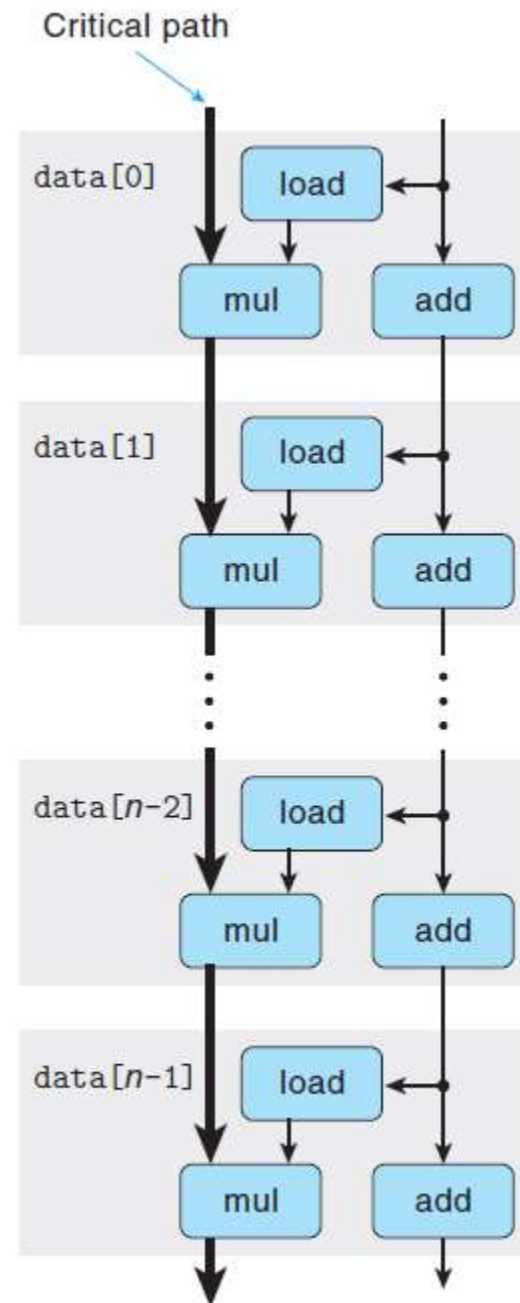 Critical path
data[0]
load
mul add
data[1]
load
mul add
data[n-2]
load
mul add
data[n-1]
load
mul add